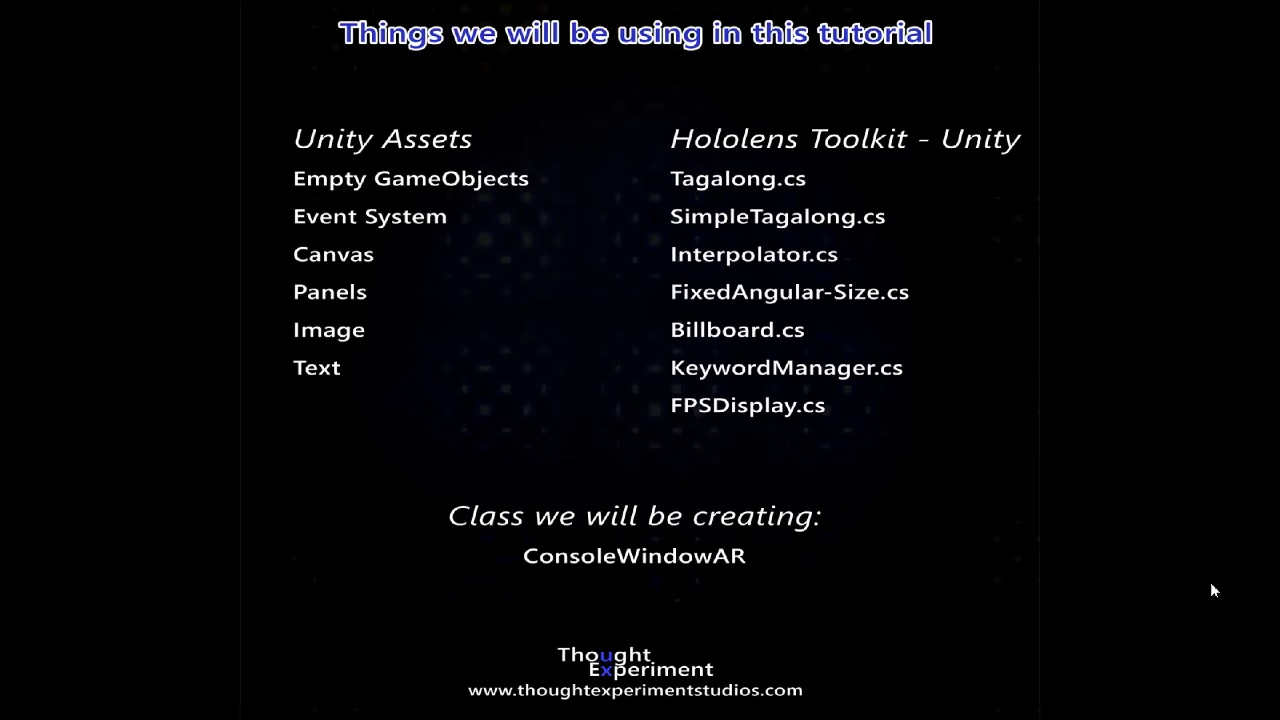 Things we will be using in this tutorial
Unity Assets
Empty GameObjects
Event System
Canvas
Panels
Image
Text
Hololens Toolkit - Unity
Tagalong.cs
SimpleTagalong.cs
Interpolator.cs
FixedAngular-Size.cs
Billboard.cs
KeywordManager.cs
FPSDisplay.cs
Class we will be creating:
ConsoleWindowAR
Thought
Experiment
www.thoughtexperimentstudios.com